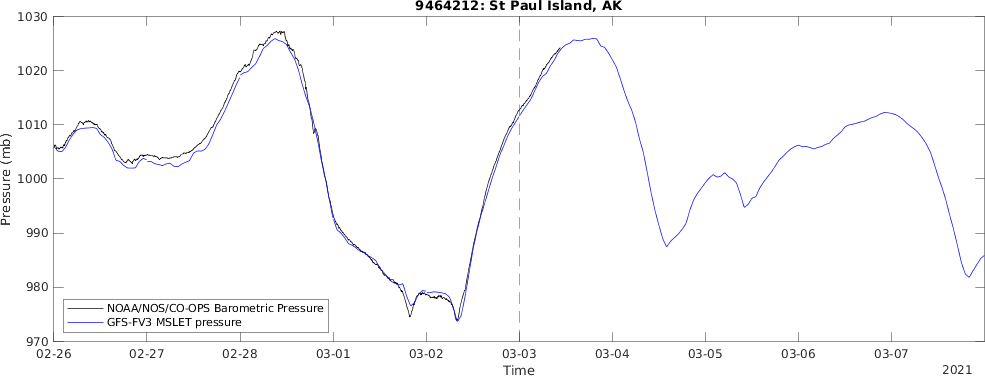 9464212: St Paul Island, AK
Pressure (mb)
1030
1020
1010
1000
990
980
970
NOAA/NOS/CO-OPS Barometric Pressure
GFS-FV3 MSLET pressure
02-26 02-27 02-28 03-01 03-02 03-03 03-04 03-05 03-06 03-07
Time
2021